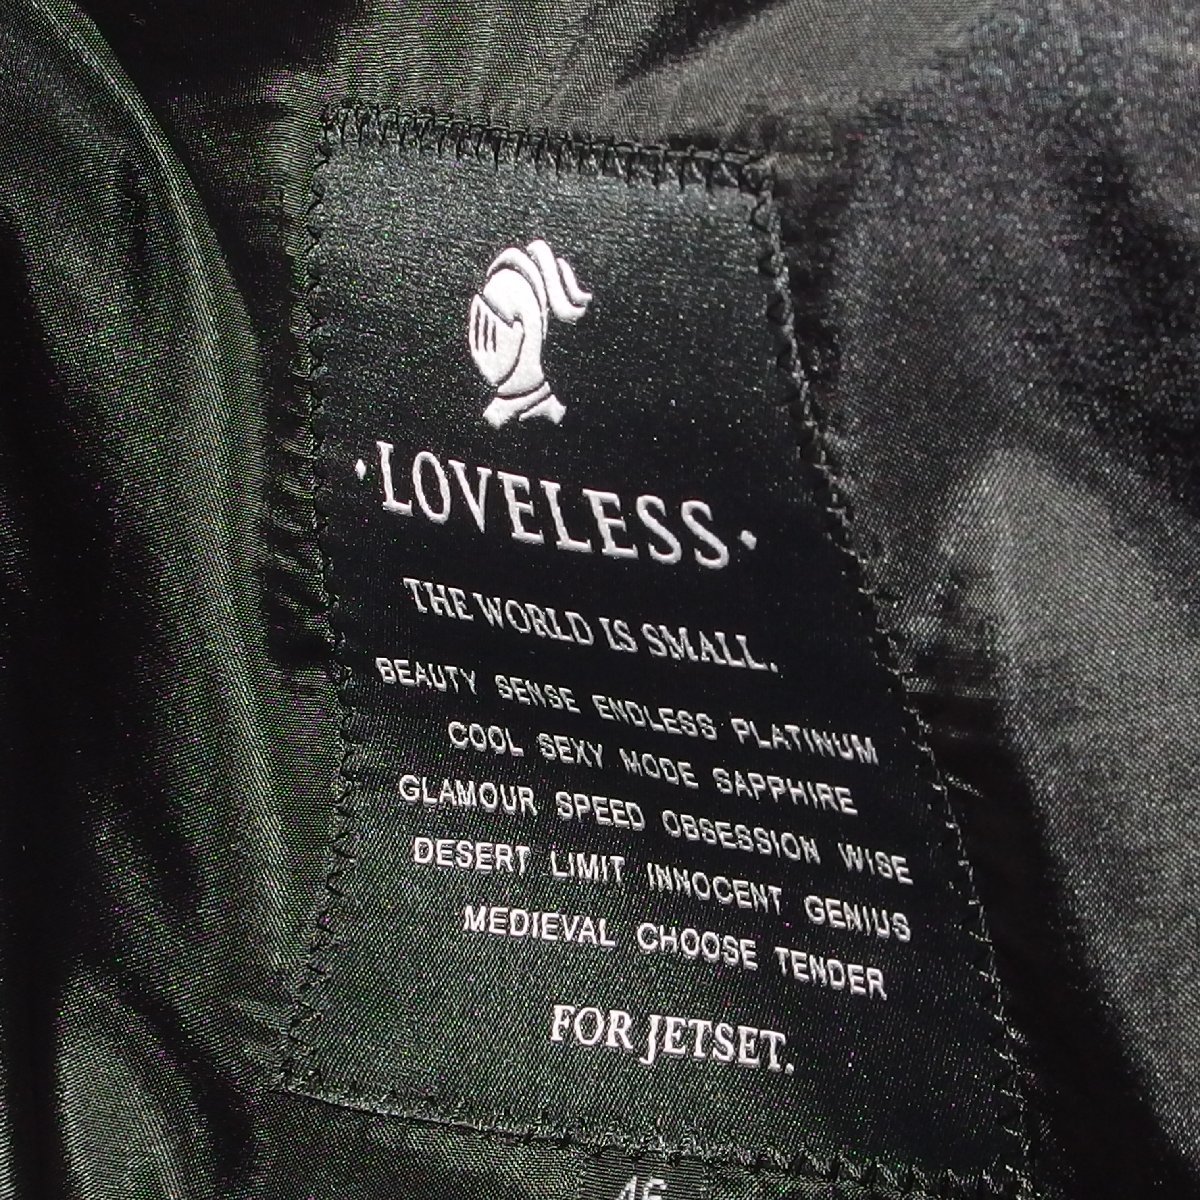 ·LOVELESS·
THE WORLD IS SMALL.
BEAUTY SENSE ENDLESS PLATINUM
COOL SEXY MODE SAPPHIRE
GLAMOUR SPEED OBSESSION WISE
DESERT LIMIT INNOCENT GENIUS
MEDIEVAL CHOOSE TENDER
FOR JETSET.